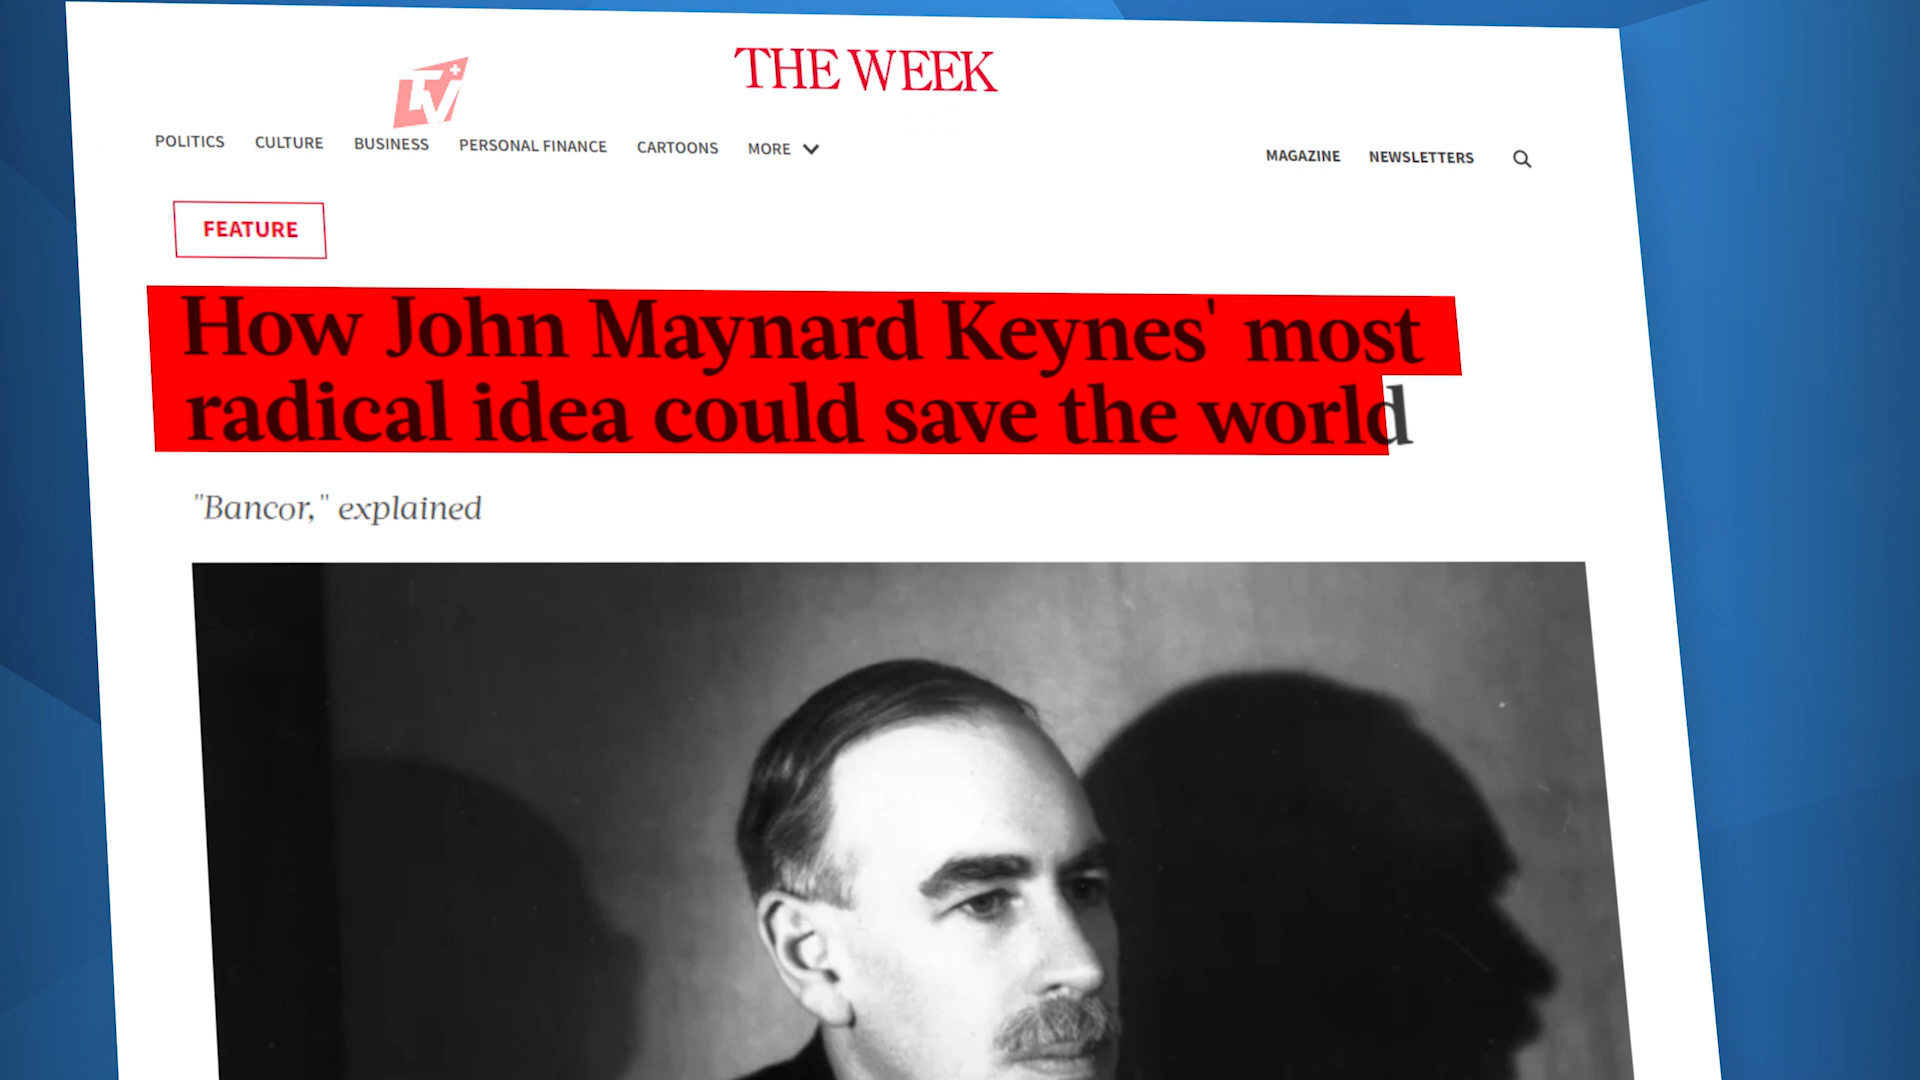 THE WEEK
TV+
POLITICS CULTURE BUSINESS PERSONAL FINANCE CARTOONS MORE
MAGAZINE NEWSLETTERS
FEATURE
How John Maynard Keynes' most
radical idea could save the world
"Bancor," explained